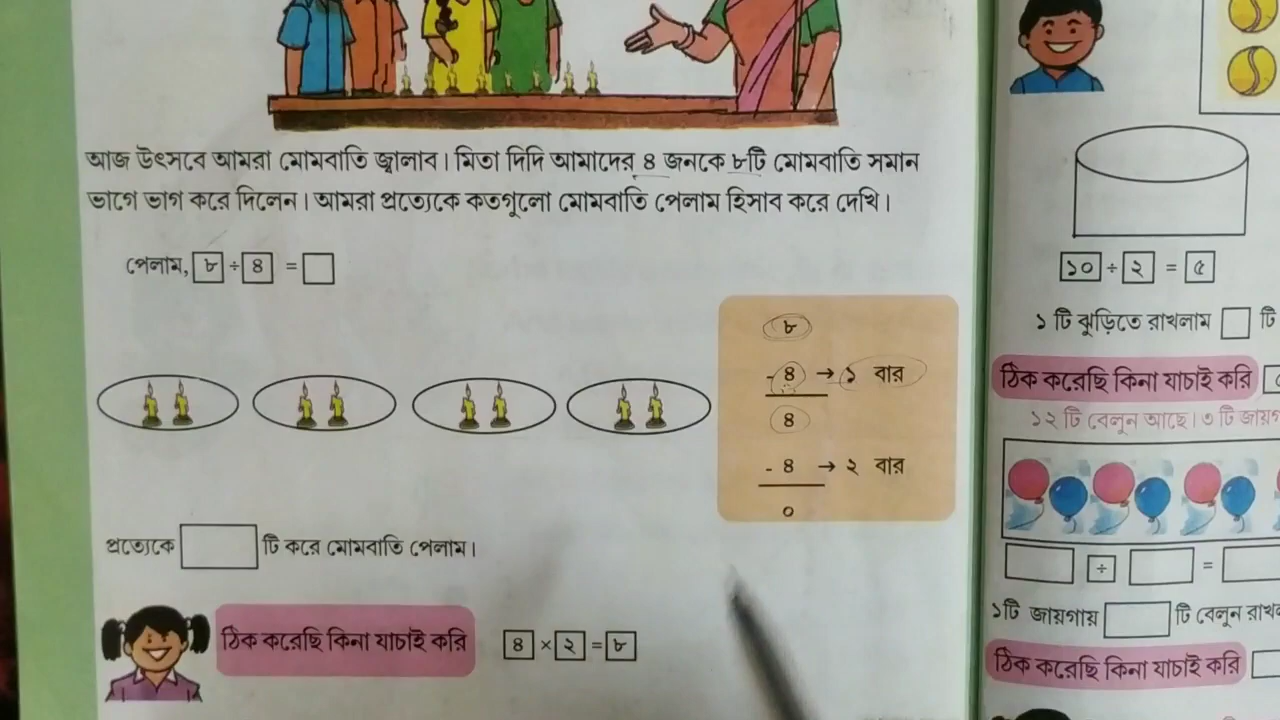 আজ উৎসবে আমরা মোমবাতি জ্বালাব। মিতা দিদি আমাদের ৪ জনকে ৮টি মোমবাতি সমান
ভাগে ভাগ করে দিলেন। আমরা প্রত্যেকে কতগুলো মোমবাতি পেলাম হিসাব করে দেখি।
পেলাম, ৮ ÷ ৪ =
৮
- ৪ → ১ বার
৪
- ৪ → ২ বার
০
প্রত্যেকে টি করে মোমবাতি পেলাম।
ঠিক করেছি কিনা যাচাই করি ৪ × ২ = ৮
১০ ÷ ২ = ৫
১ টি ঝুড়িতে রাখলাম টি
ঠিক করেছি কিনা যাচাই করি
১২ টি বেলুন আছে। ৩ টি
÷ =
১টি জায়গায় টি বেলুন
ঠিক করেছি কিনা যাচাই করি